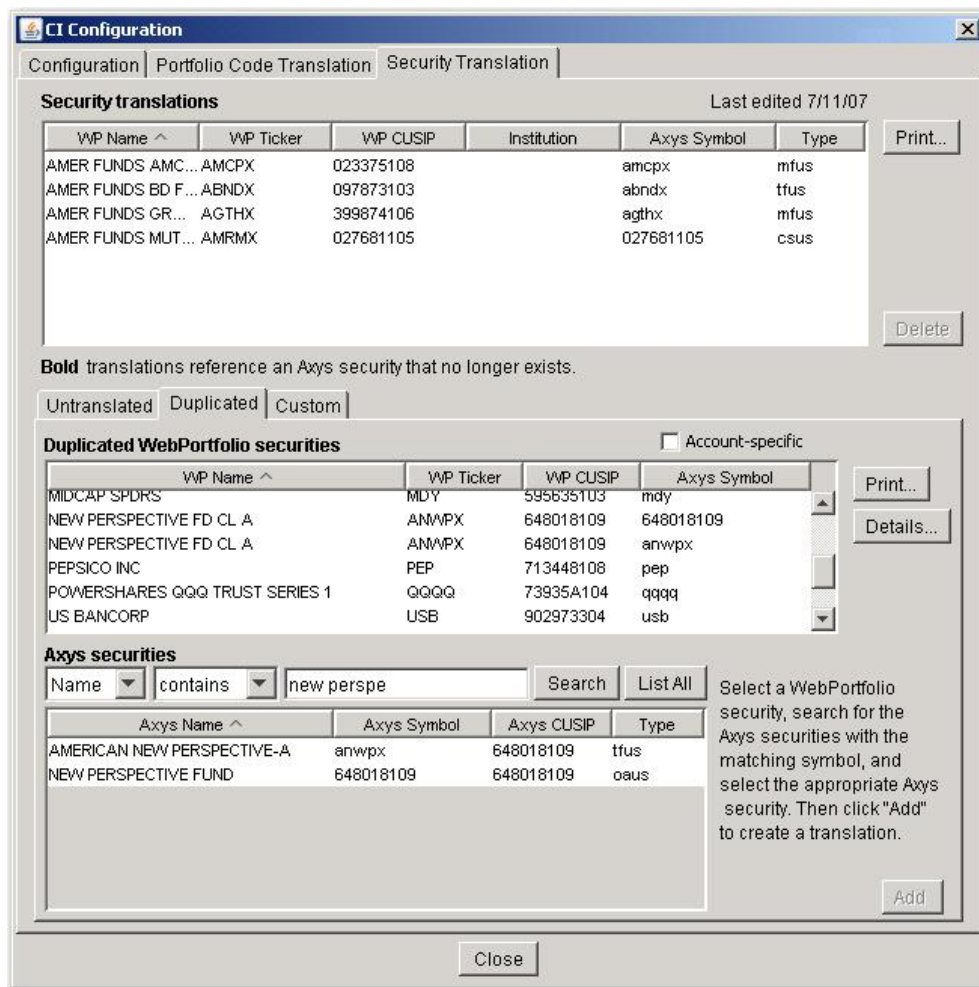 CI Configuration
Configuration Portfolio Code Translation Security Translation
Security translations Last edited 7/11/07
WP Name WP Ticker WP CUSIP Institution Axys Symbol Type Print...
AMER FUNDS AMC... AMCPX 023375108 amcpx mfus
AMER FUNDS BD F... ABNDX 097873103 abndx tfus
AMER FUNDS GR... AGTHX 399874106 agthx mfus
AMER FUNDS MUT... AMRMX 027681105 027681105 csus
Delete
Bold translations reference an Axys security that no longer exists.
Untranslated Duplicated Custom
Duplicated WebPortfolio securities Account-specific
WP Name WP Ticker WP CUSIP Axys Symbol Print...
MIDCAP SPDRS MDY 595635103 mdy
NEW PERSPECTIVE FD CL A ANWPX 648018109 648018109 Details...
NEW PERSPECTIVE FD CL A ANWPX 648018109 anwpx
PEPSICO INC PEP 713448108 pep
POWERSHARES QQQ TRUST SERIES 1 QQQQ 73935A104 qqqq
US BANCORP USB 902973304 usb
Axys securities
Name contains new perspe Search List All
Axys Name Axys Symbol Axys CUSIP Type
AMERICAN NEW PERSPECTIVE-A anwpx 648018109 tfus
NEW PERSPECTIVE FUND 648018109 648018109 oaus
Select a WebPortfolio
security, search for the
Axys securities with the
matching symbol, and
select the appropriate Axys
security. Then click "Add"
to create a translation.
Add
Close